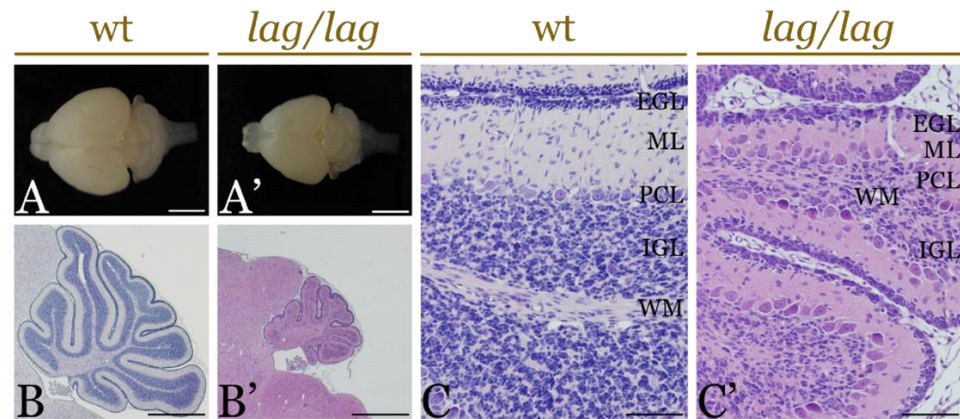 wt
lag/lag
wt
lag/lag
A
A'
B
B'
C
EGL
ML
PCL
IGL
WM
C'
EGL
ML
PCL
WM
IGL